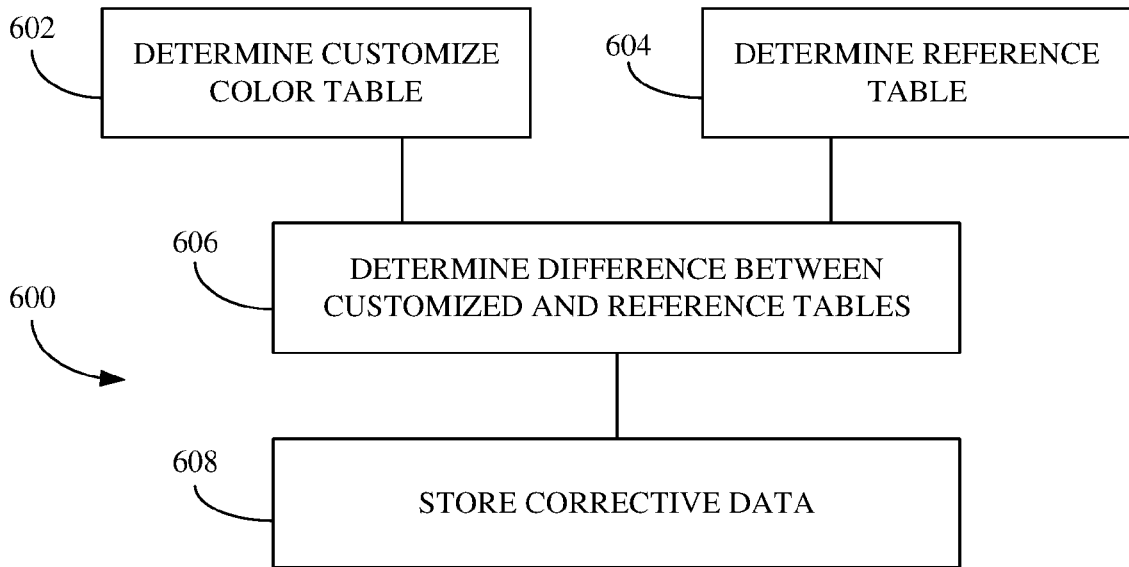 602
DETERMINE CUSTOMIZE
COLOR TABLE
604
DETERMINE REFERENCE
TABLE
606
DETERMINE DIFFERENCE BETWEEN
CUSTOMIZED AND REFERENCE TABLES
600
608
STORE CORRECTIVE DATA